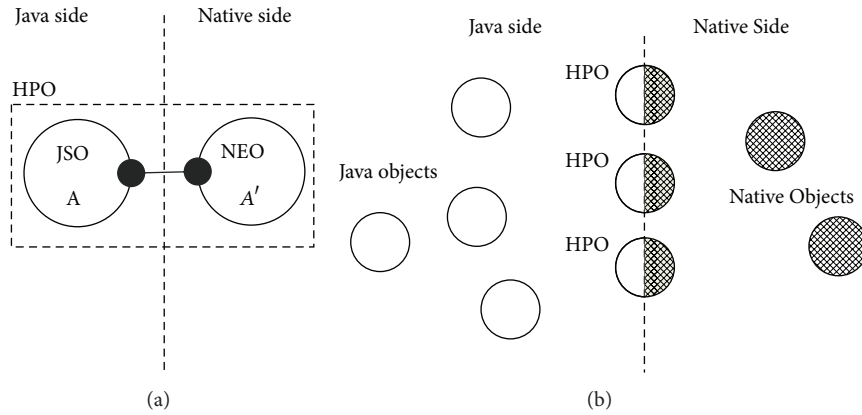 Java side
Native side
HPO
JSO
NEO
A
A′
(a)
Java side
Native Side
HPO
HPO
HPO
Java objects
Native Objects
(b)